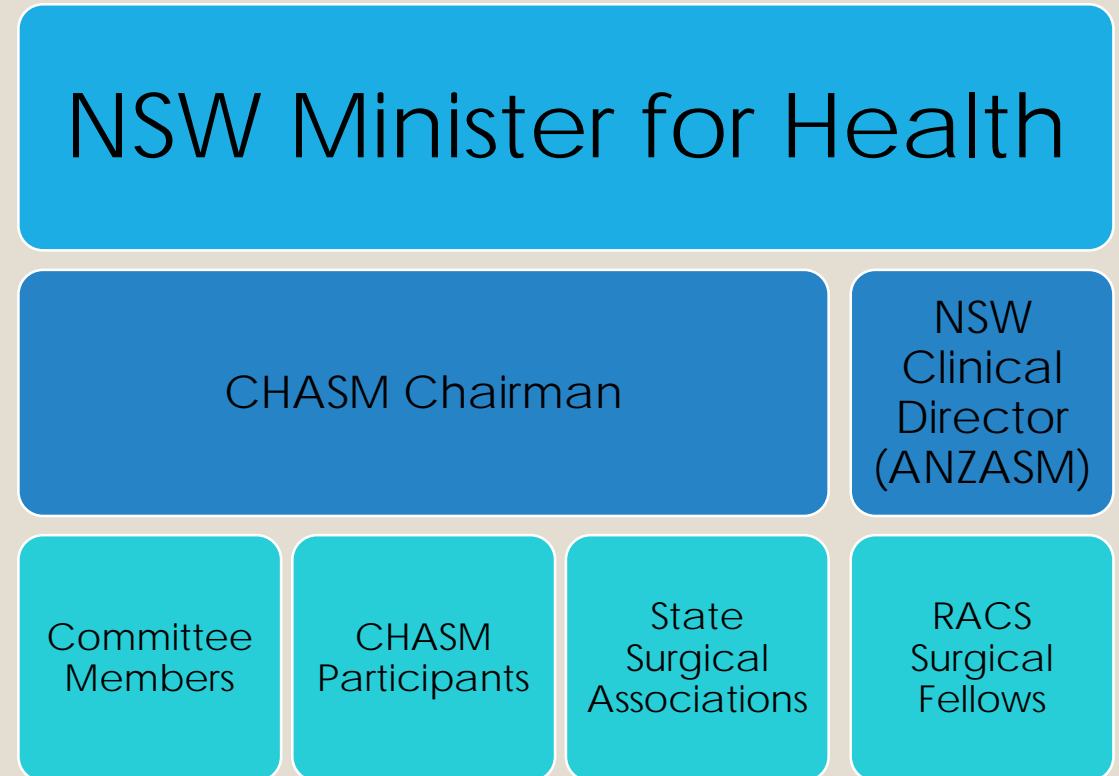 NSW Minister for Health
CHASM Chairman
NSW
Clinical
Director
(ANZASM)
Committee
Members
CHASM
Participants
State
Surgical
Associations
RACS
Surgical
Fellows